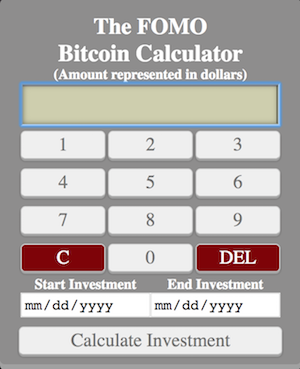 The FOMO
Bitcoin Calculator
(Amount represented in dollars)
1 2 3
4 5 6
7 8 9
C 0 DEL
Start Investment End Investment
mm/dd/yyyy mm/dd/yyyy
Calculate Investment